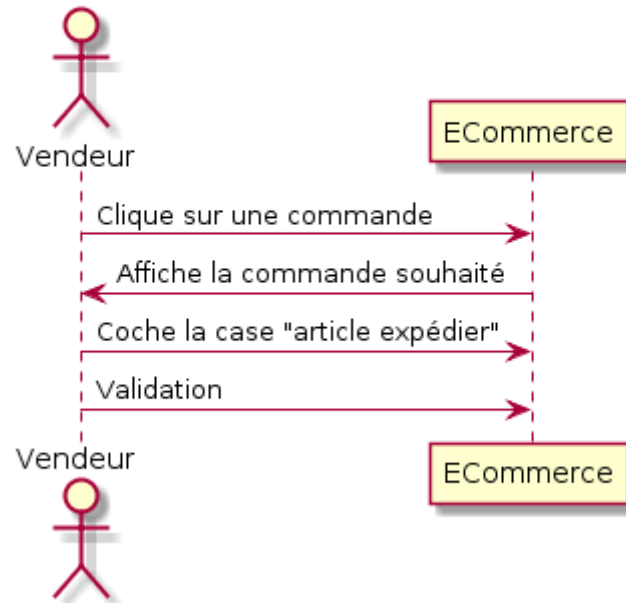 Vendeur
ECommerce
Clique sur une commande
Affiche la commande souhaité
Coche la case "article expédier"
Validation
Vendeur
ECommerce